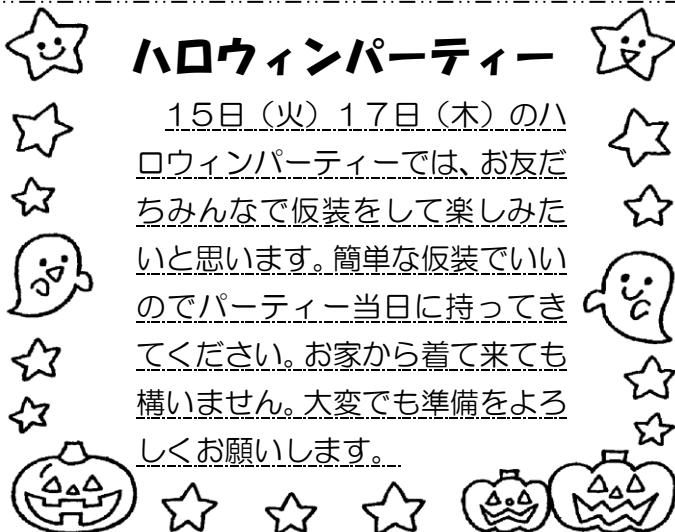 ハロウィンパーティー
１５日（火）１７日（木）のハ
ロウィンパーティーでは、お友だ
ちみんなで仮装をして楽しみた
いと思います。簡単な仮装でいい
のでパーティー当日に持ってき
てください。お家から着て来ても
構いません。大変でも準備をよろ
しくお願いします。